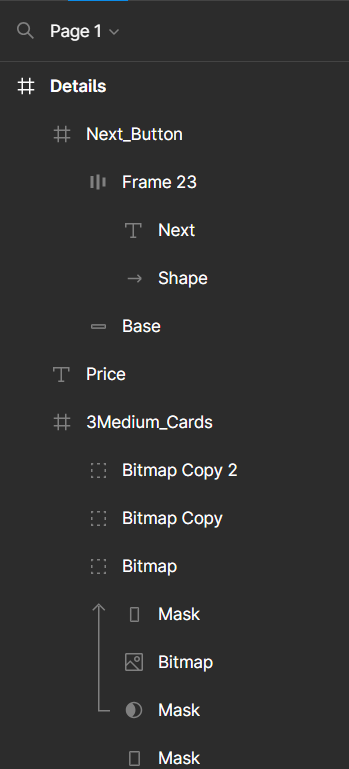 Page 1
Details
Next_Button
Frame 23
Next
Shape
Base
Price
3Medium_Cards
Bitmap Copy 2
Bitmap Copy
Bitmap
Mask
Bitmap
Mask
Mask